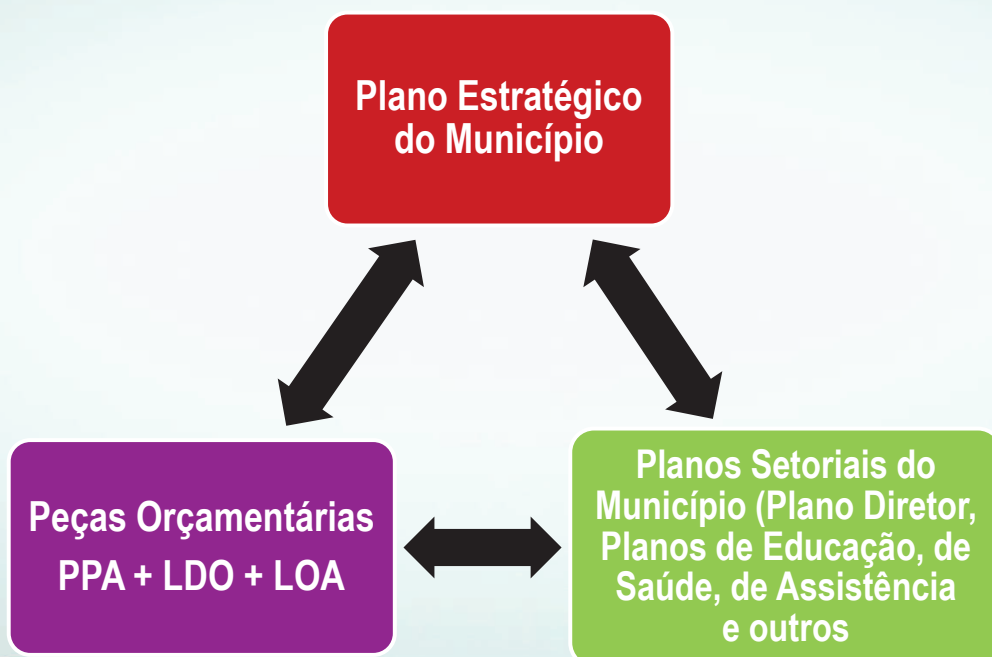 Plano Estratégico
do Município
Peças Orçamentárias
PPA + LDO + LOA
Planos Setoriais do
Município (Plano Diretor,
Planos de Educação, de
Saúde, de Assistência
e outros